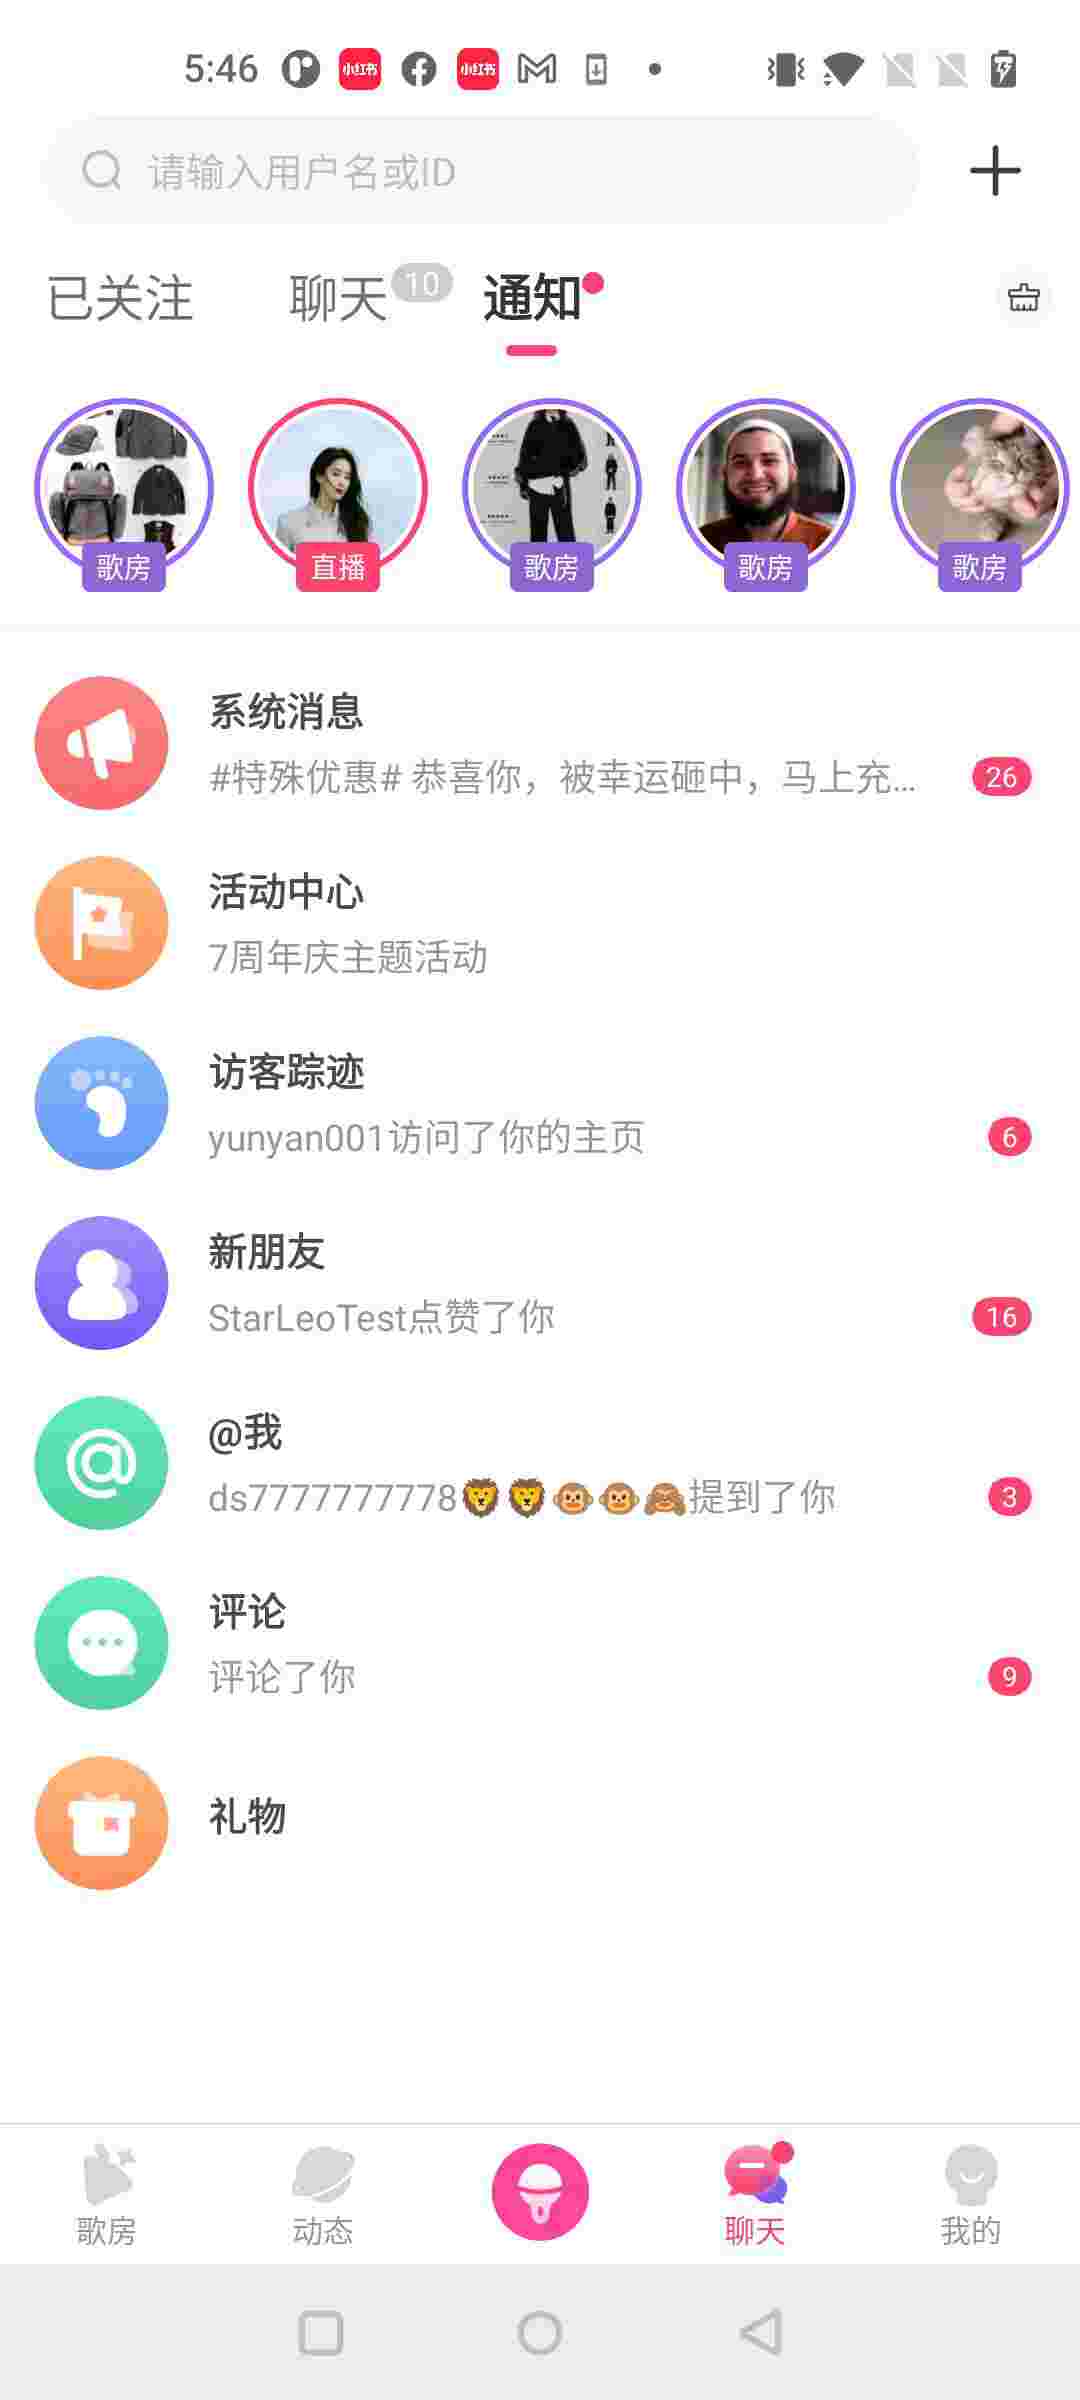 5:46
小红书
小红书
请输入用户名或ID
已关注
聊天
10
通知
歌房
直播
歌房
歌房
歌房
系统消息
#特殊优惠# 恭喜你，被幸运砸中，马上充...
26
活动中心
7周年庆主题活动
访客踪迹
yunyan001访问了你的主页
6
新朋友
StarLeoTest点赞了你
16
@我
ds7777777778🦁🦁🐵🐵🙈提到了你
3
评论
评论了你
9
礼物
歌房
动态
聊天
我的